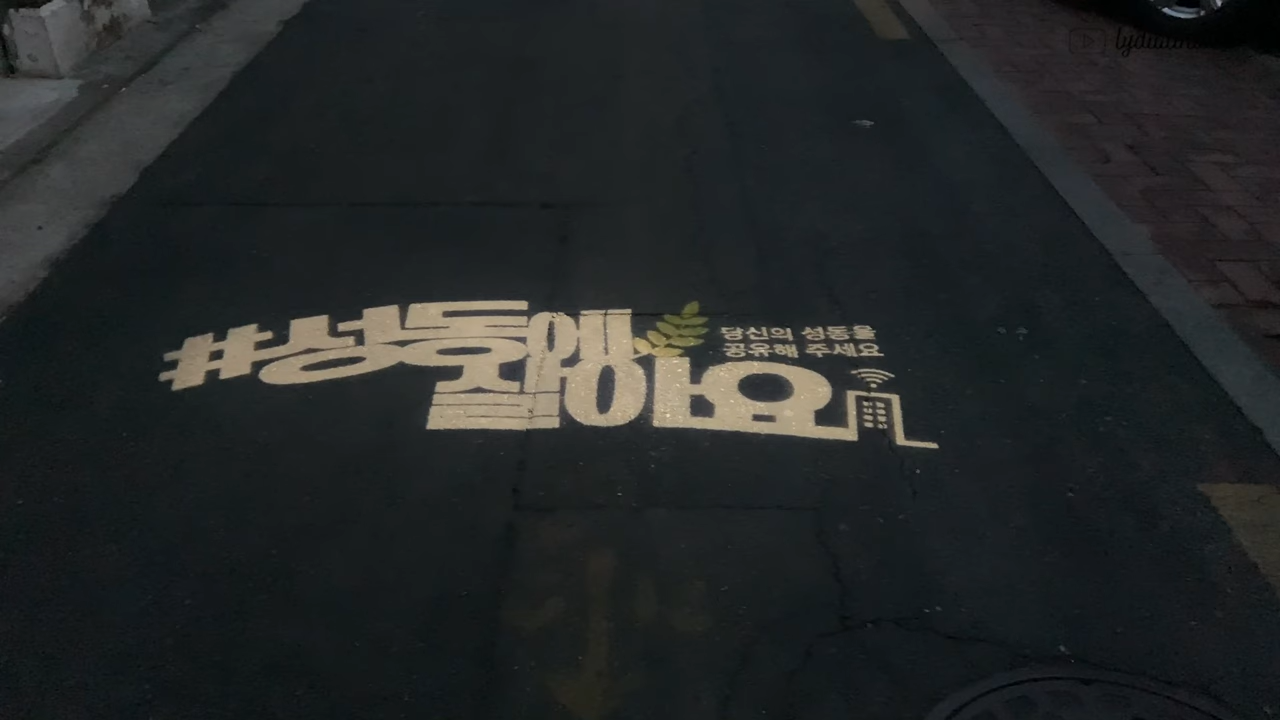 #성동에
살아요
당신의 성동을
공유해 주세요